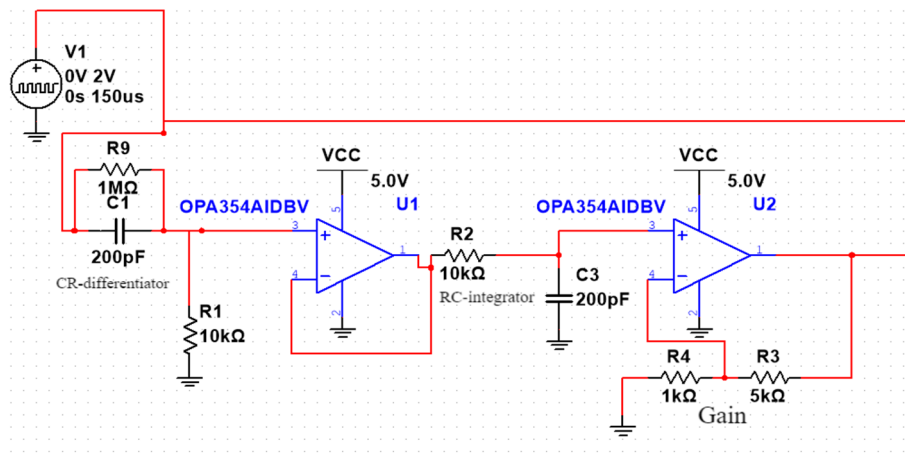 V1
0V 2V
0s 150us
R9
1MΩ
C1
200pF
CR-differentiator
R1
10kΩ
VCC
5.0V
OPA354AIDBV
U1
3
5
1
4
2
R2
10kΩ
RC-integrator
C3
200pF
VCC
5.0V
OPA354AIDBV
U2
3
5
1
4
2
R4
1kΩ
R3
5kΩ
Gain